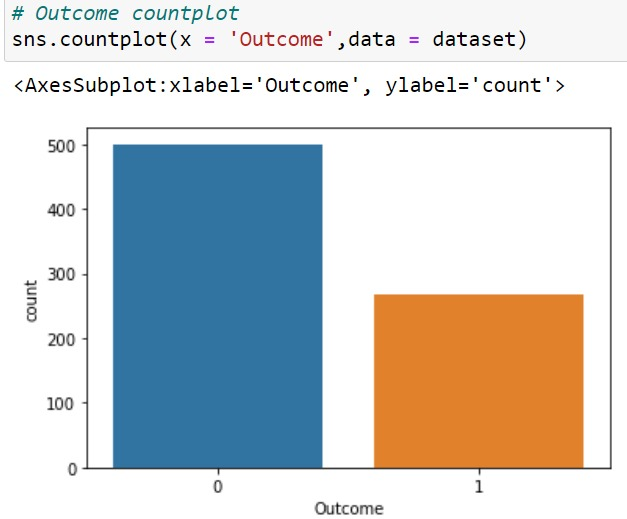 # Outcome countplot
sns.countplot(x = 'Outcome',data = dataset)
<AxesSubplot:xlabel='Outcome', ylabel='count'>
500
400
300
200
100
0
count
0 1
Outcome